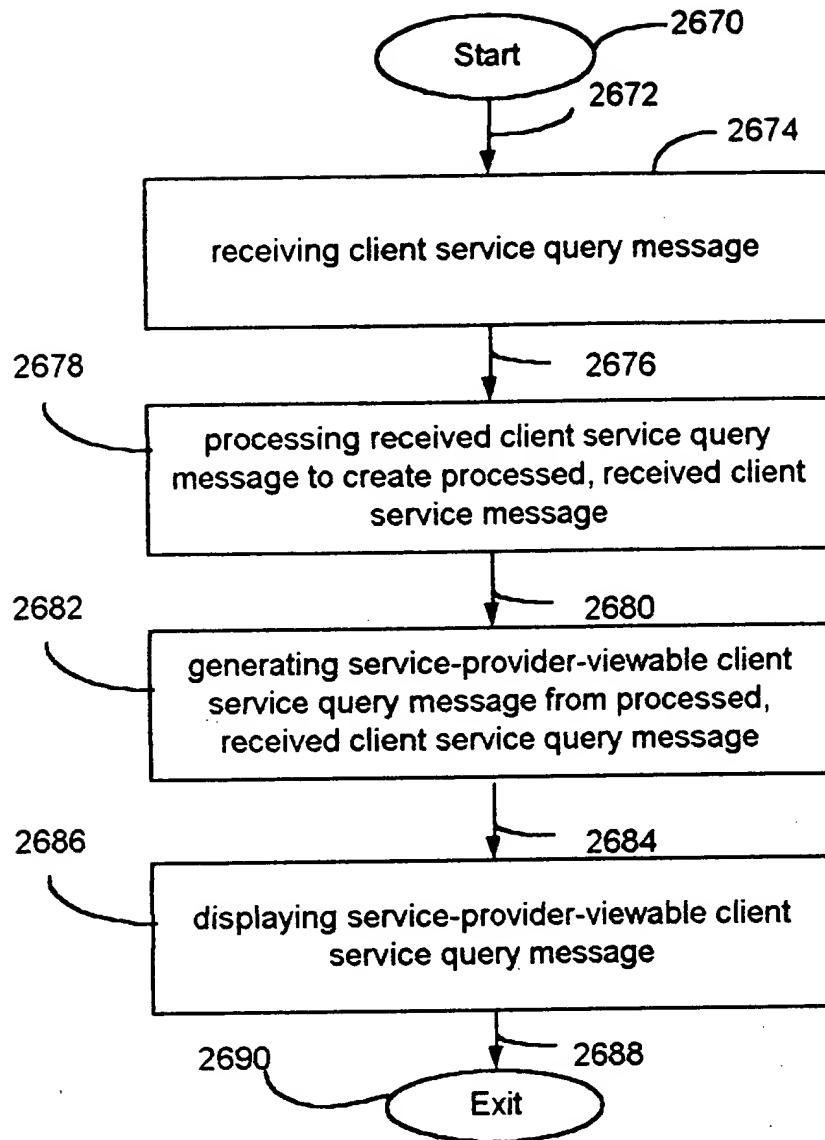 2670
Start
2672
2674
receiving client service query message
2676
2678
processing received client service query
message to create processed, received client
service message
2680
2682
generating service-provider-viewable client
service query message from processed,
received client service query message
2684
2686
displaying service-provider-viewable client
service query message
2688
2690
Exit